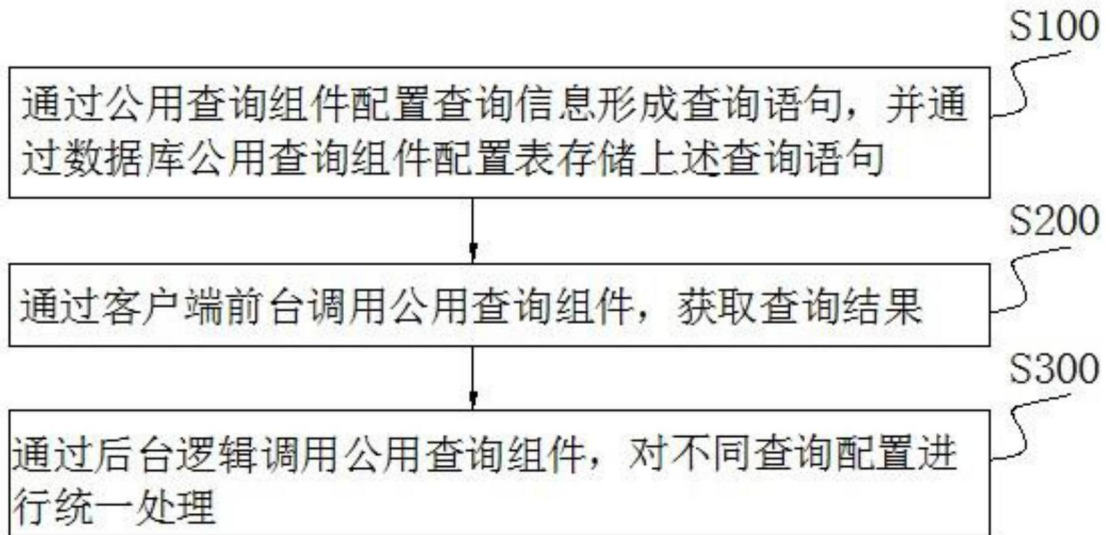 S100
通过公用查询组件配置查询信息形成查询语句，并通
过数据库公用查询组件配置表存储上述查询语句
S200
通过客户端前台调用公用查询组件，获取查询结果
S300
通过后台逻辑调用公用查询组件，对不同查询配置进
行统一处理